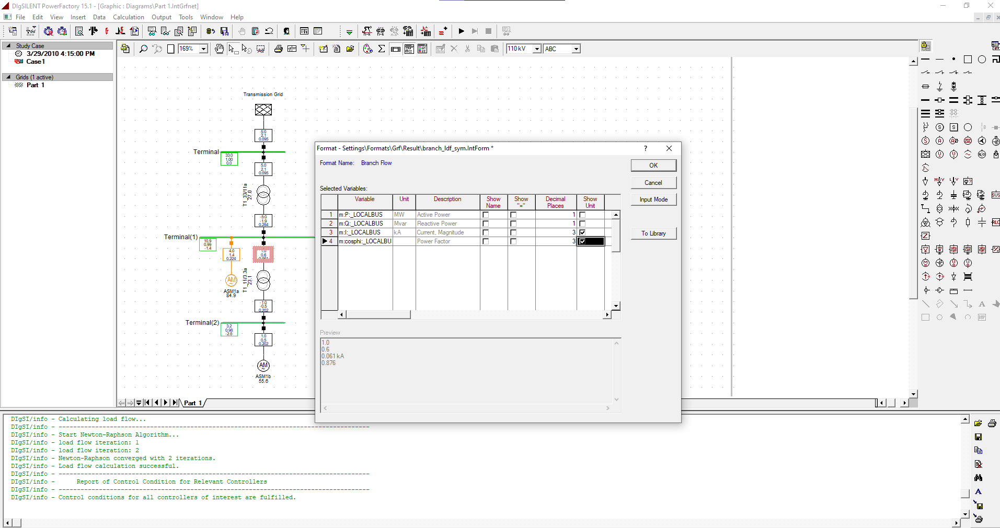 DIgSILENT PowerFactory 15.1 - [Graphic : Diagrams\Part 1.IntGrfnet]
File Edit View Insert Data Calculation Output Tools Window Help
Study Case
3/29/2010 4:15:00 PM
Case1
Grids (1 active)
Part 1
169%
110 kV
ABC
Transmission Grid
5.0
2.1
0.095
Terminal
33.0
1.00
0.0
5.0
2.1
0.095
T1_33/11a
27.0
-5.0
-1.9
0.284
Terminal(1)
10.9
0.99
-1.4
4.0
1.4
0.224
0.6
AM
ASM1a
84.9
T1_11/3.3a
23.1
-1.0
-0.5
0.202
Terminal(2)
3.2
0.98
-2.6
1.0
0.5
0.202
AM
ASM1b
55.6
Part 1
Format - Settings\Formats\Grf\Result\branch_ldf_sym.IntForm *
?
Format Name: Branch Flow
OK
Cancel
Input Mode
To Library
Selected Variables:
Variable Unit Description Show Name Show "=" Decimal Places Show Unit
1 m:P:_LOCALBUS MW Active Power 1
2 m:Q:_LOCALBUS Mvar Reactive Power 1
3 m:I:_LOCALBUS kA Current, Magnitude 3
4 m:cosphi:_LOCALBU Power Factor 3
Preview
1.0
0.6
0.061 kA
0.876
DIgSI/info - Calculating load flow...
DIgSI/info - -------------------------------------------------------------------------------------
DIgSI/info - Start Newton-Raphson Algorithm...
DIgSI/info - load flow iteration: 1
DIgSI/info - load flow iteration: 2
DIgSI/info - Newton-Raphson converged with 2 iterations.
DIgSI/info - Load flow calculation successful.
DIgSI/info - -------------------------------------------------------------------------------------
DIgSI/info - Report of Control Condition for Relevant Controllers
DIgSI/info - -------------------------------------------------------------------------------------
DIgSI/info - Control conditions for all controllers of interest are fulfilled.